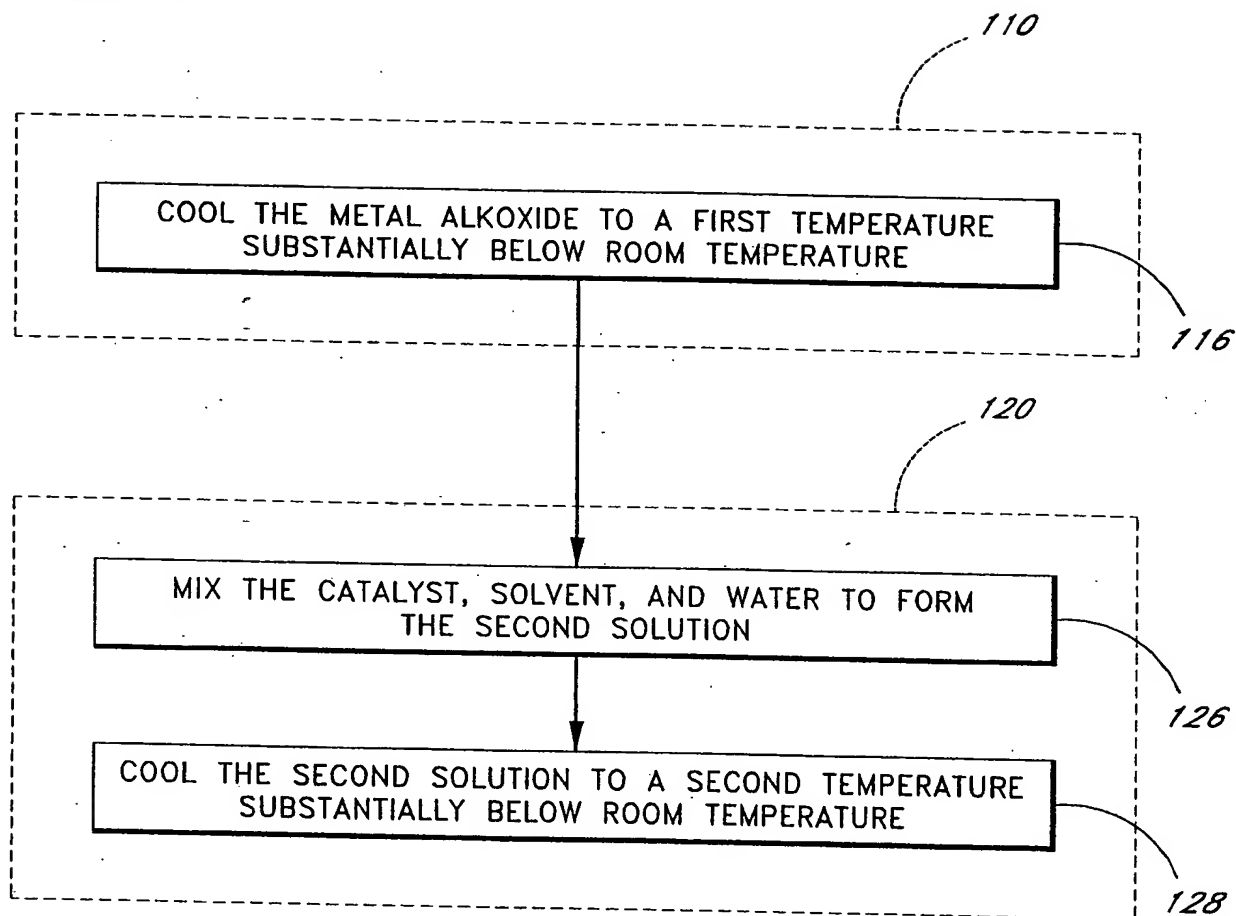 110
COOL THE METAL ALKOXIDE TO A FIRST TEMPERATURE
SUBSTANTIALLY BELOW ROOM TEMPERATURE
116
120
MIX THE CATALYST, SOLVENT, AND WATER TO FORM
THE SECOND SOLUTION
126
COOL THE SECOND SOLUTION TO A SECOND TEMPERATURE
SUBSTANTIALLY BELOW ROOM TEMPERATURE
128